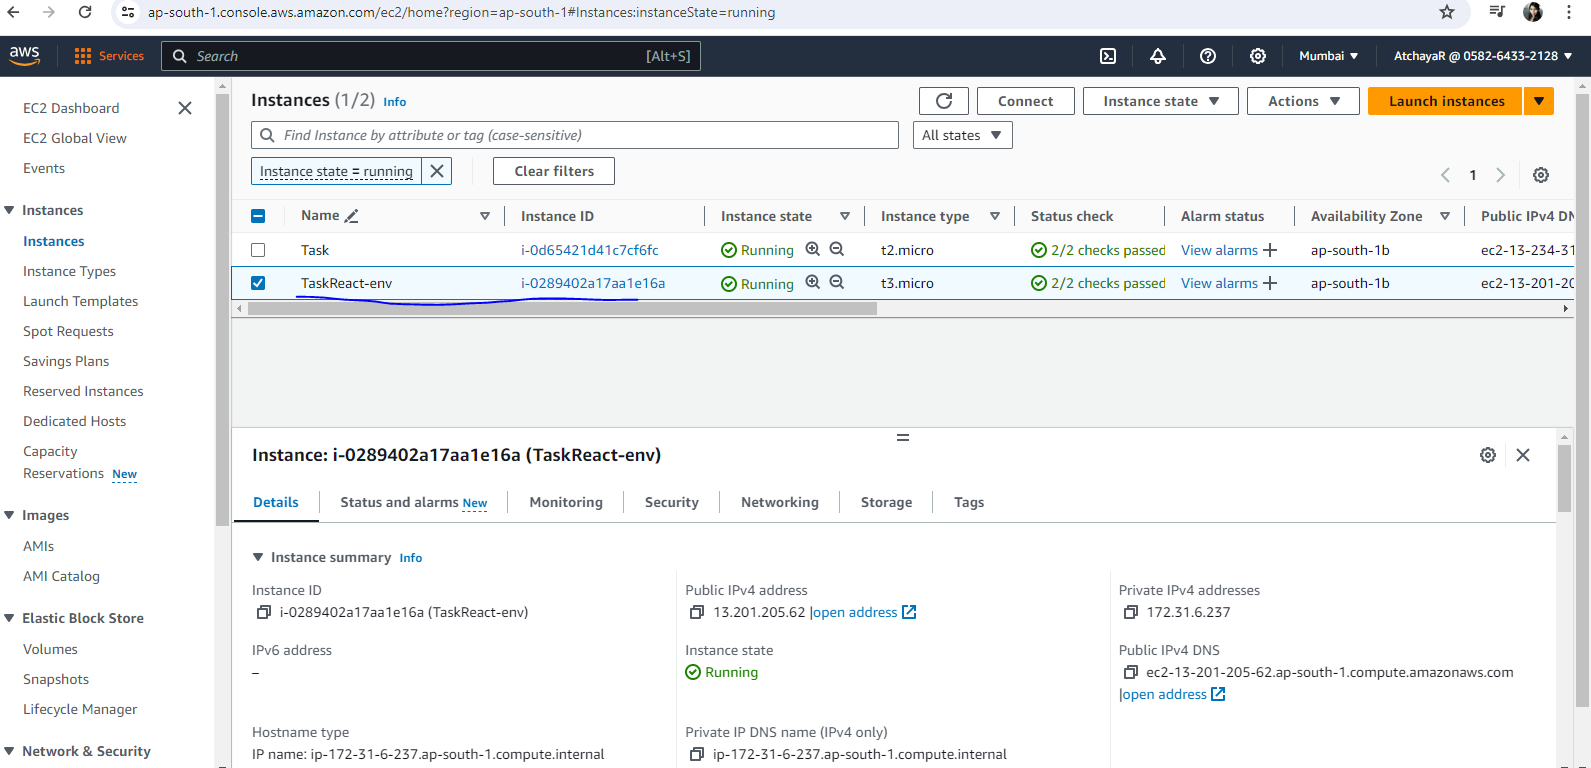 ap-south-1.console.aws.amazon.com/ec2/home?region=ap-south-1#Instances:instanceState=running
aws Services Search [Alt+S] Mumbai AtchayaR @ 0582-6433-2128
EC2 Dashboard
EC2 Global View
Events
Instances
Instances
Instance Types
Launch Templates
Spot Requests
Savings Plans
Reserved Instances
Dedicated Hosts
Capacity
Reservations New
Images
AMIs
AMI Catalog
Elastic Block Store
Volumes
Snapshots
Lifecycle Manager
Network & Security
Instances (1/2) Info Connect Instance state Actions Launch instances
Find Instance by attribute or tag (case-sensitive) All states
Instance state = running Clear filters 1
Name Instance ID Instance state Instance type Status check Alarm status Availability Zone Public IPv4 DN
Task i-0d65421d41c7cf6fc Running t2.micro 2/2 checks passed View alarms ap-south-1b ec2-13-234-31
TaskReact-env i-0289402a17aa1e16a Running t3.micro 2/2 checks passed View alarms ap-south-1b ec2-13-201-20
Instance: i-0289402a17aa1e16a (TaskReact-env)
Details Status and alarms New Monitoring Security Networking Storage Tags
Instance summary Info
Instance ID
i-0289402a17aa1e16a (TaskReact-env)
Public IPv4 address
13.201.205.62 |open address
Private IPv4 addresses
172.31.6.237
IPv6 address
–
Instance state
Running
Public IPv4 DNS
ec2-13-201-205-62.ap-south-1.compute.amazonaws.com
|open address
Hostname type
IP name: ip-172-31-6-237.ap-south-1.compute.internal
Private IP DNS name (IPv4 only)
ip-172-31-6-237.ap-south-1.compute.internal